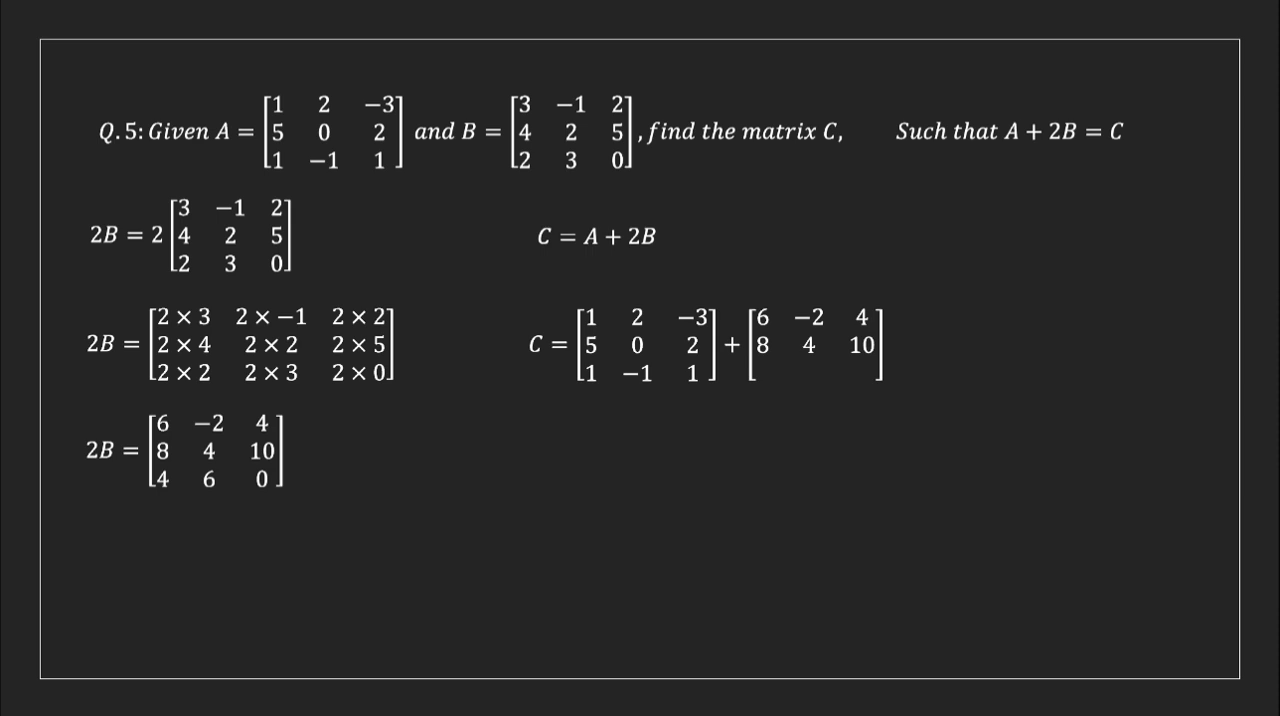 Q.5: Given A = [1 2 −3; 5 0 2; 1 −1 1] and B = [3 −1 2; 4 2 5; 2 3 0], find the matrix C, Such that A + 2B = C
2B = 2 [3 −1 2; 4 2 5; 2 3 0]
C = A + 2B
2B = [2 × 3 2 × −1 2 × 2; 2 × 4 2 × 2 2 × 5; 2 × 2 2 × 3 2 × 0]
C = [1 2 −3; 5 0 2; 1 −1 1] + [6 −2 4; 8 4 10]
2B = [6 −2 4; 8 4 10; 4 6 0]